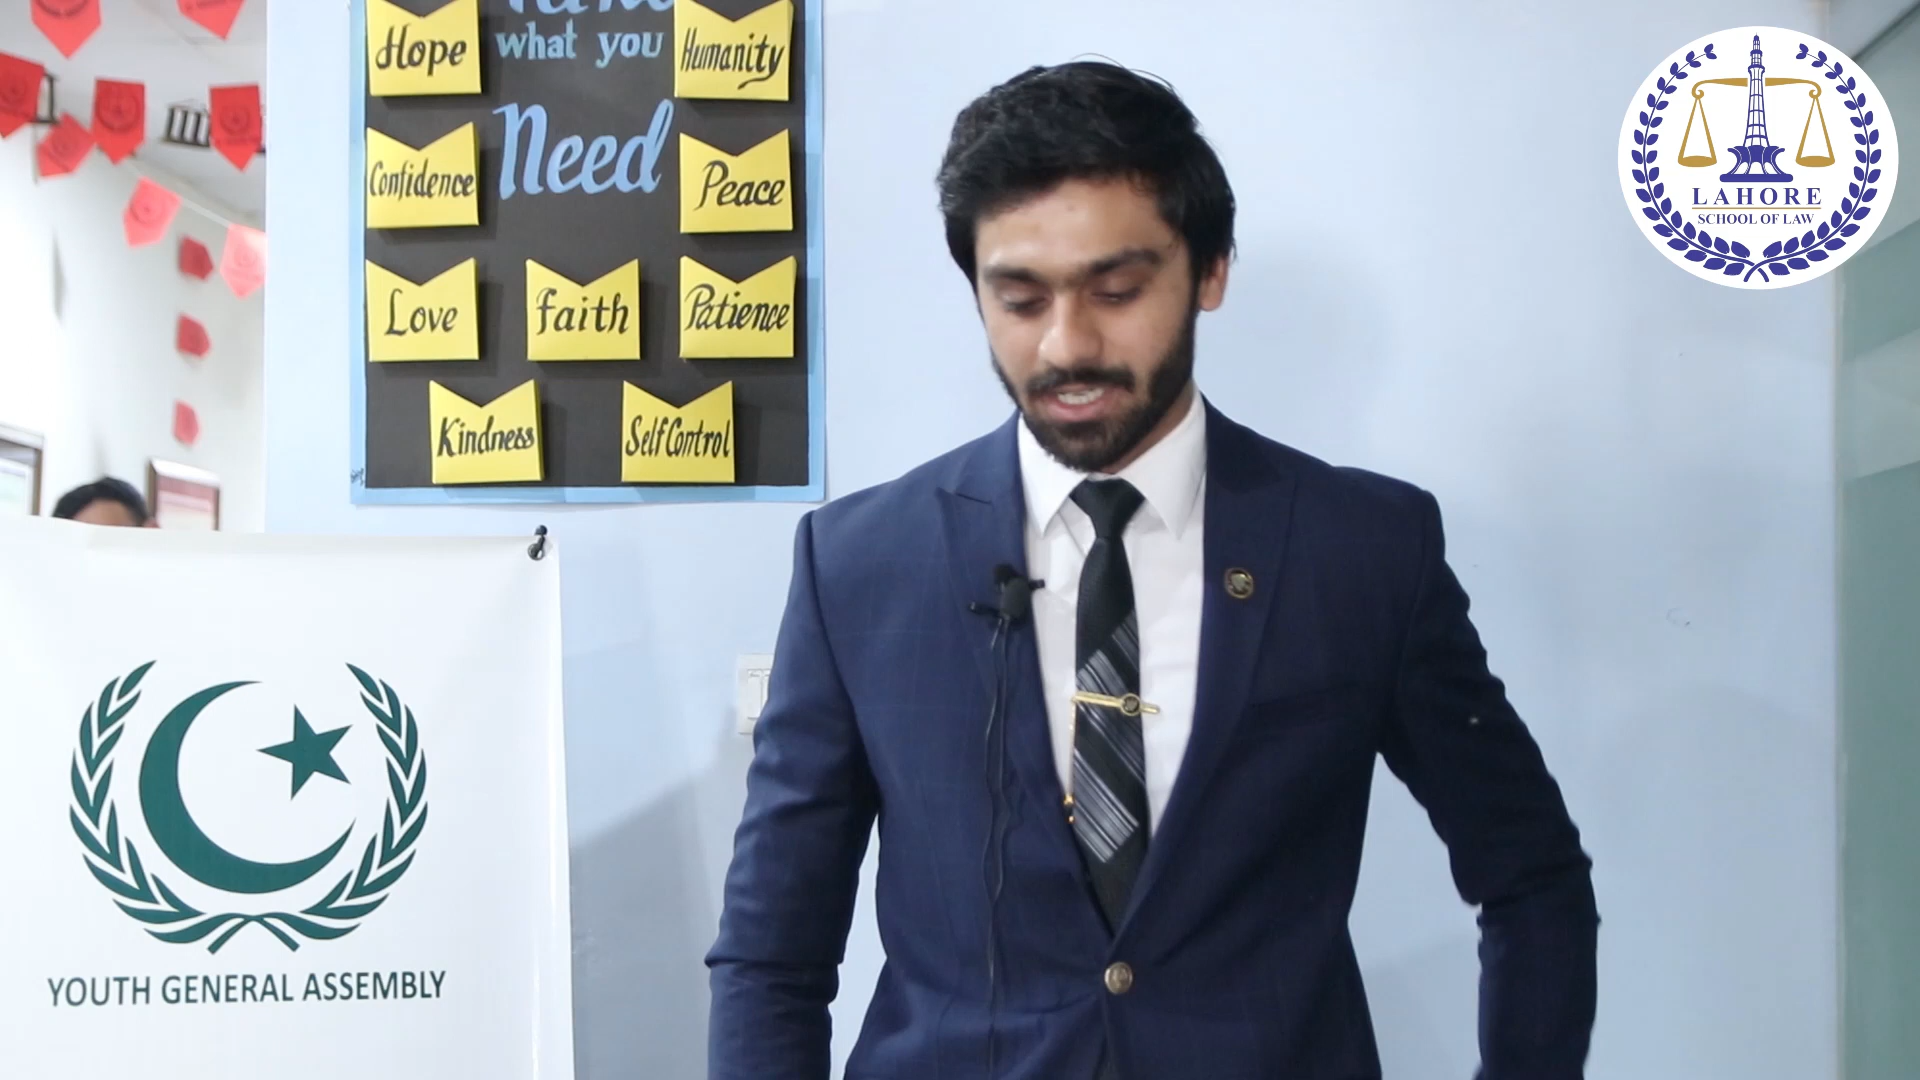 Hope
what you
Humanity
Need
Confidence
Peace
Love
Faith
Patience
Kindness
Self Control
YOUTH GENERAL ASSEMBLY
LAHORE
SCHOOL OF LAW